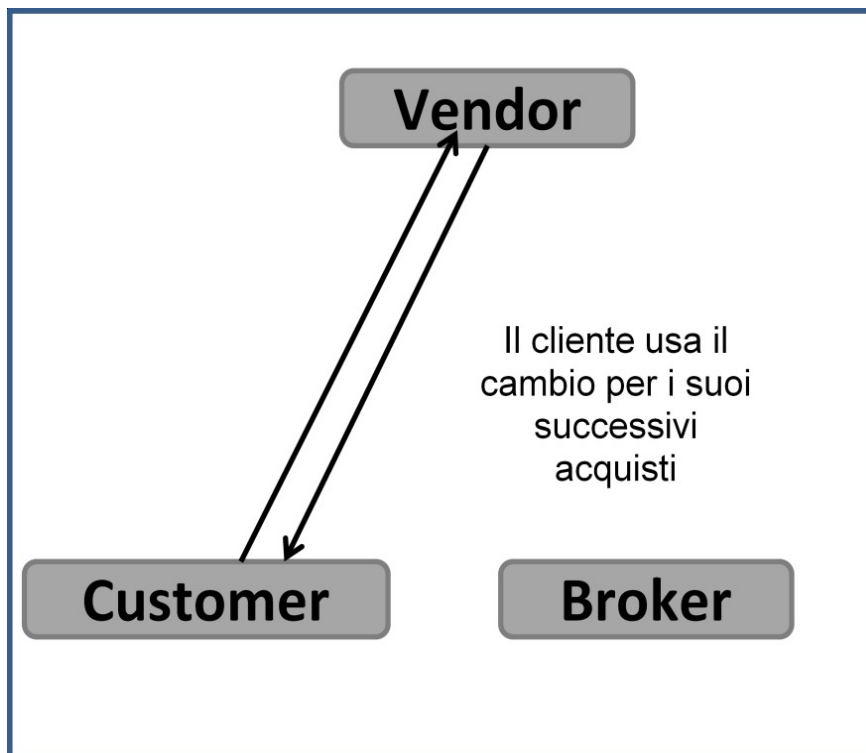 Vendor
Il cliente usa il
cambio per i suoi
successivi
acquisti
Customer
Broker